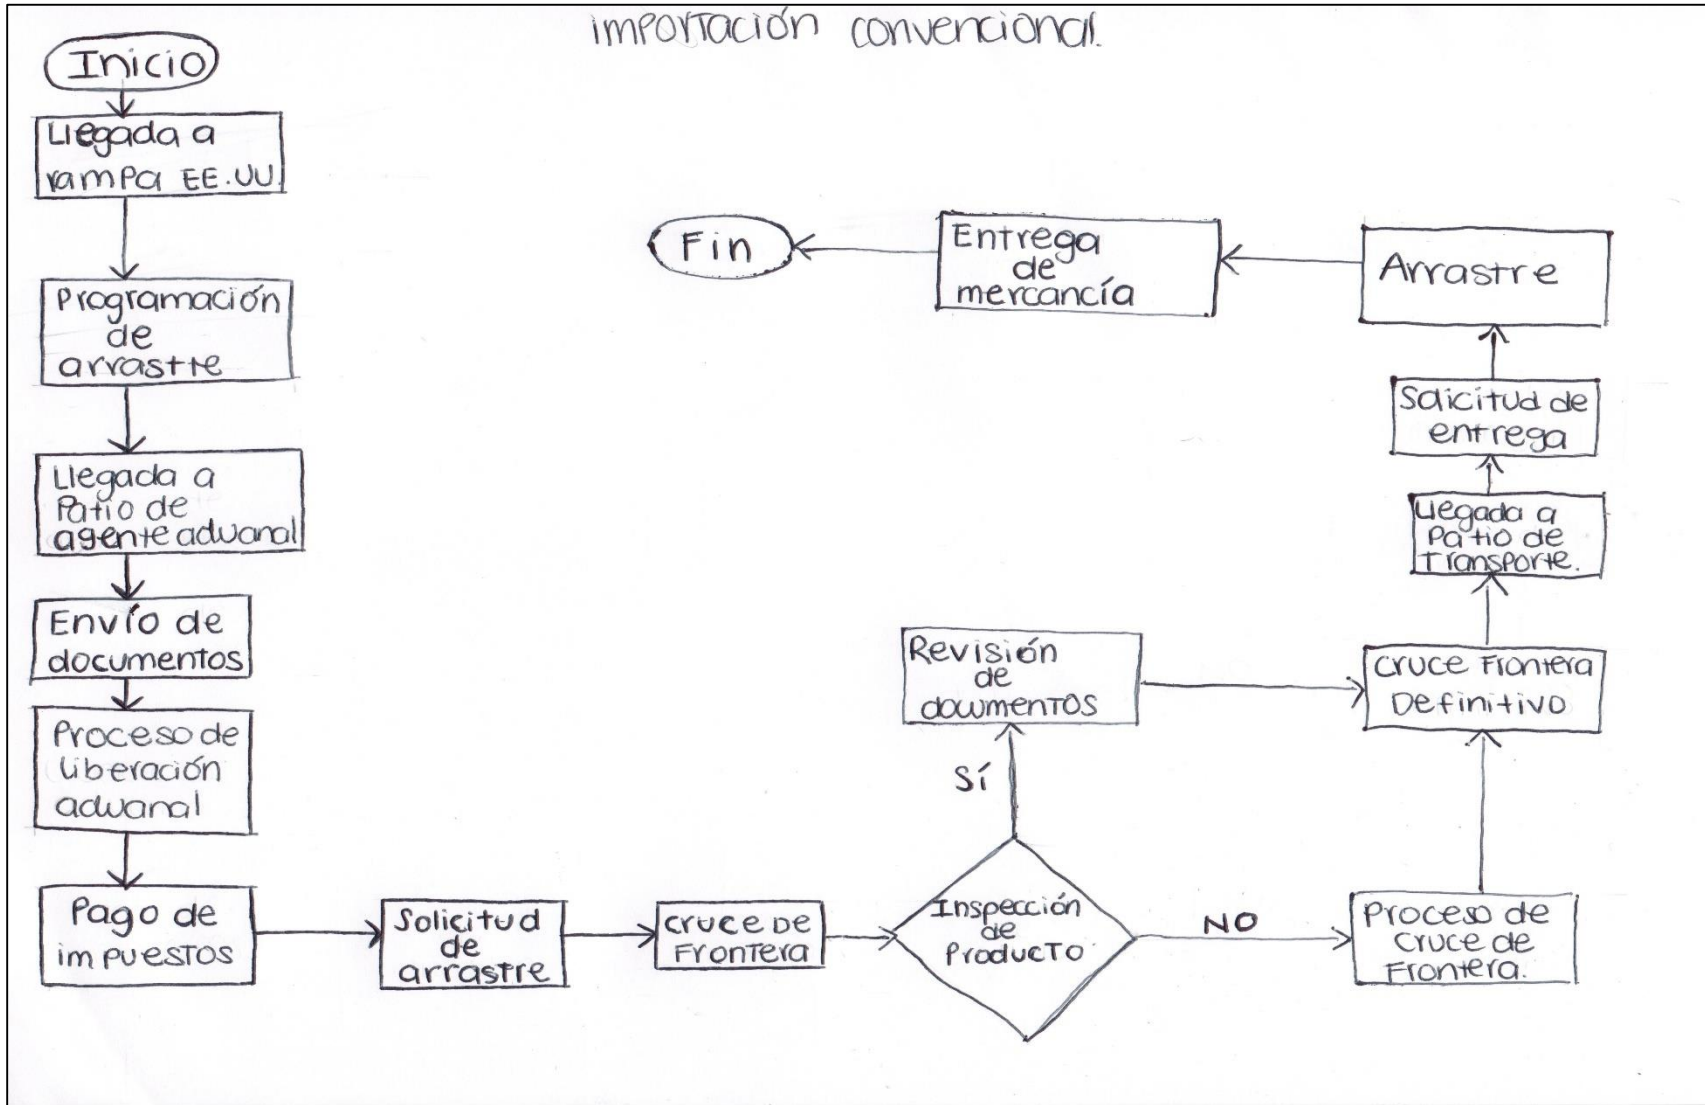 importación convencional.
Inicio
Llegada a
rampa EE.UU.
Programación
de
arrastre
Llegada a
Patio de
agente aduanal
Envío de
documentos
Proceso de
liberación
aduanal
Pago de
impuestos
Solicitud
de
arrastre
Cruce De
Frontera
Inspección
de
Producto
Sí
Revisión
de
documentos
NO
Proceso de
cruce de
Frontera.
Cruce Frontera
Definitivo
Llegada a
Patio de
Transporte.
Solicitud de
entrega
Arrastre
Entrega
de
mercancía
Fin